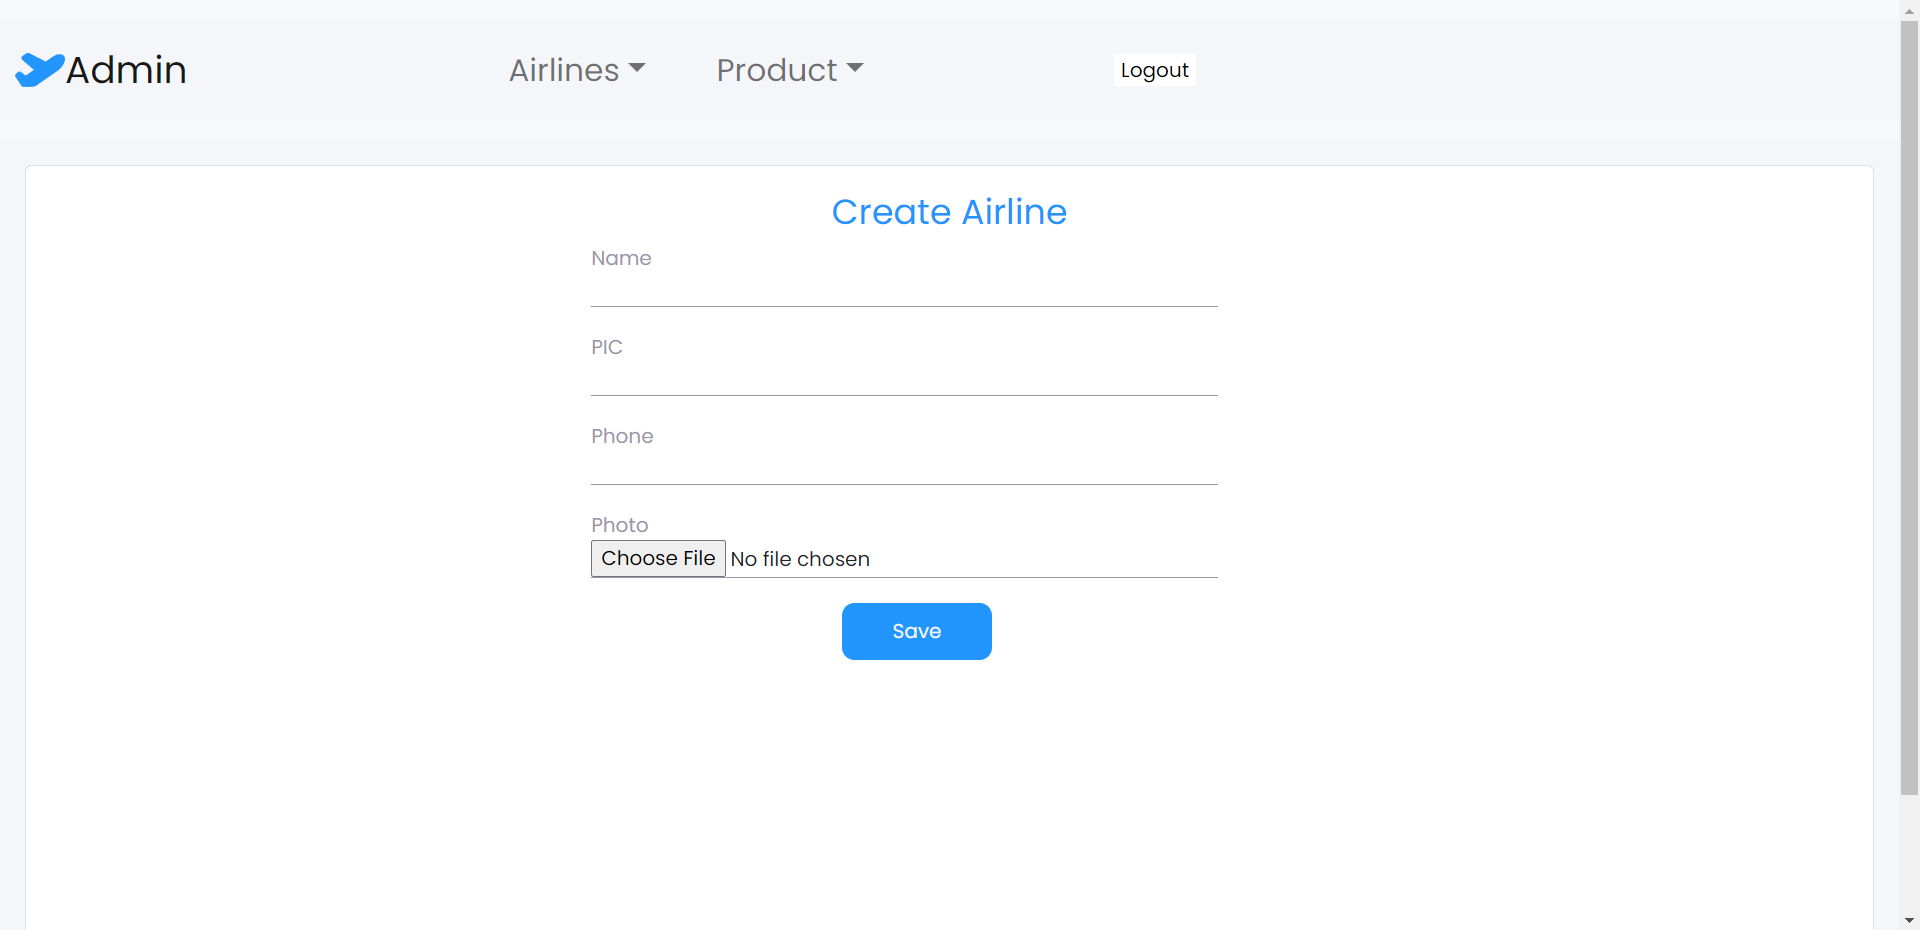 Admin Airlines Product Logout
Create Airline
Name
PIC
Phone
Photo
Choose File No file chosen
Save